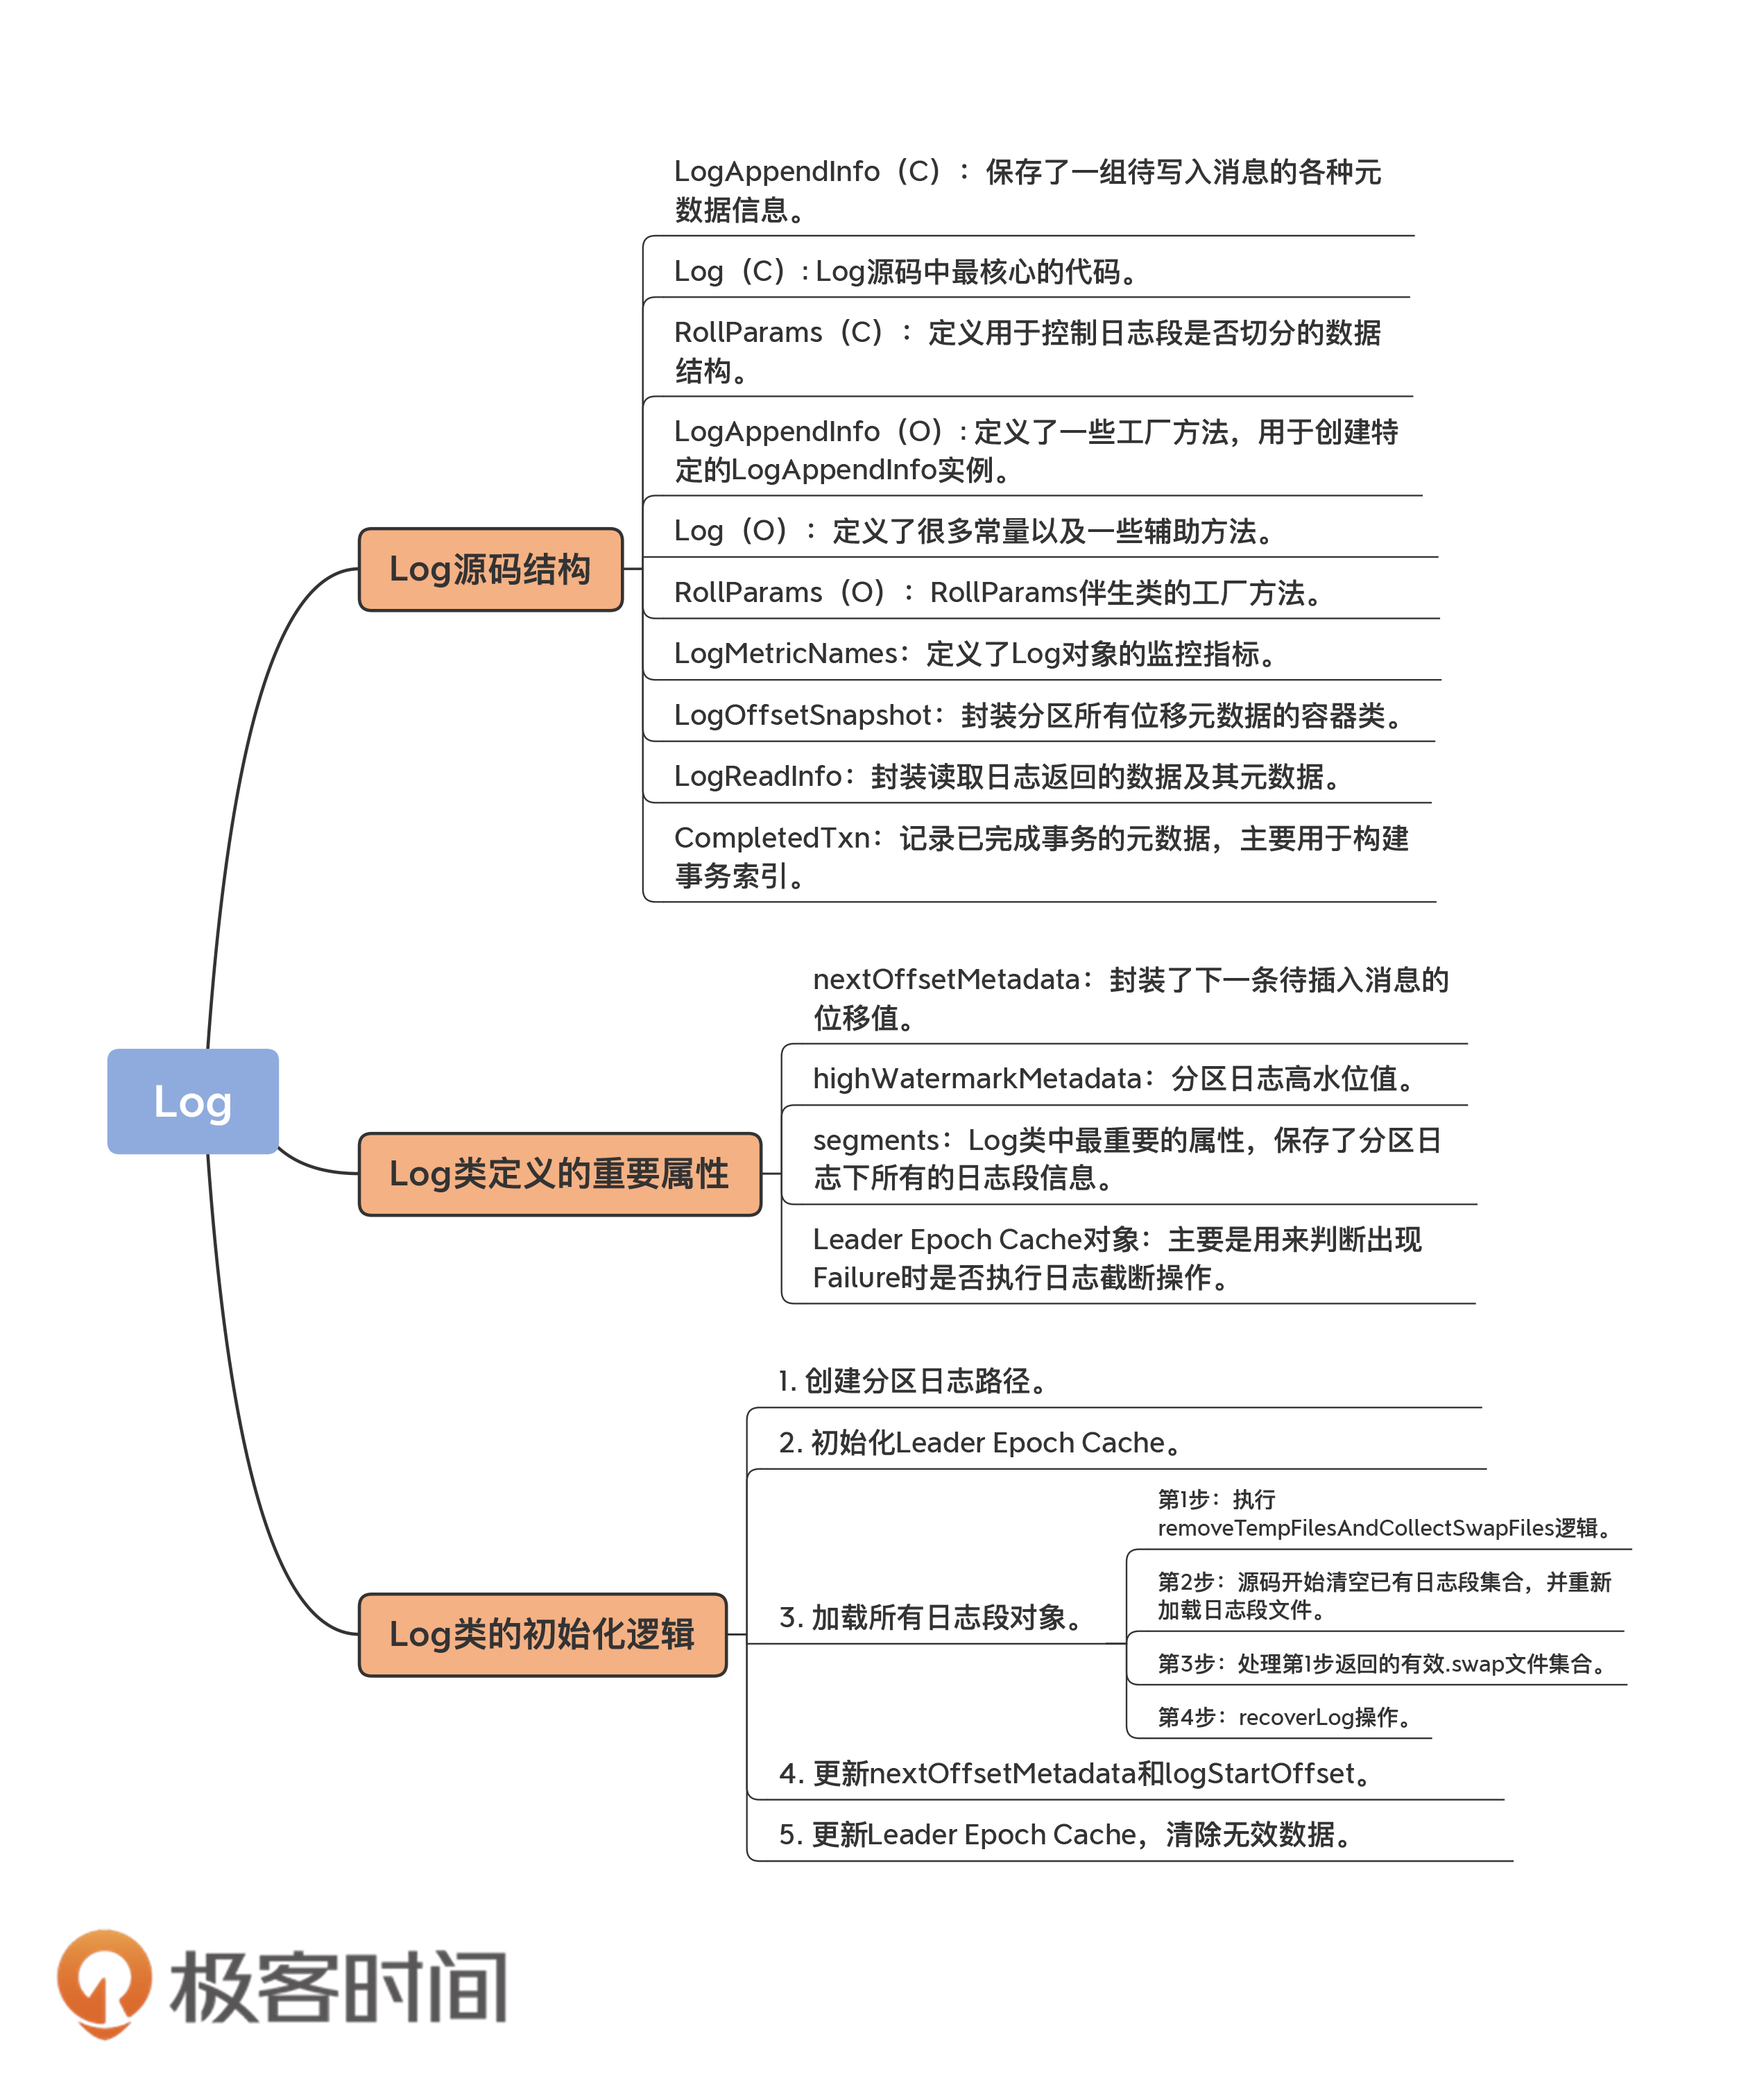 LogAppendInfo（C）：保存了一组待写入消息的各种元
数据信息。
Log（C）: Log源码中最核心的代码。
RollParams（C）：定义用于控制日志段是否切分的数据
结构。
LogAppendInfo（O）: 定义了一些工厂方法，用于创建特
定的LogAppendInfo实例。
Log（O）：定义了很多常量以及一些辅助方法。
Log源码结构
RollParams（O）：RollParams伴生类的工厂方法。
LogMetricNames：定义了Log对象的监控指标。
LogOffsetSnapshot：封装分区所有位移元数据的容器类。
LogReadInfo：封装读取日志返回的数据及其元数据。
CompletedTxn：记录已完成事务的元数据，主要用于构建
事务索引。
Log
nextOffsetMetadata：封装了下一条待插入消息的
位移值。
highWatermarkMetadata：分区日志高水位值。
Log类定义的重要属性
segments：Log类中最重要的属性，保存了分区日
志下所有的日志段信息。
Leader Epoch Cache对象：主要是用来判断出现
Failure时是否执行日志截断操作。
Log类的初始化逻辑
1. 创建分区日志路径。
2. 初始化Leader Epoch Cache。
3. 加载所有日志段对象。
第1步：执行
removeTempFilesAndCollectSwapFiles逻辑。
第2步：源码开始清空已有日志段集合，并重新
加载日志段文件。
第3步：处理第1步返回的有效.swap文件集合。
第4步：recoverLog操作。
4. 更新nextOffsetMetadata和logStartOffset。
5. 更新Leader Epoch Cache，清除无效数据。
极客时间